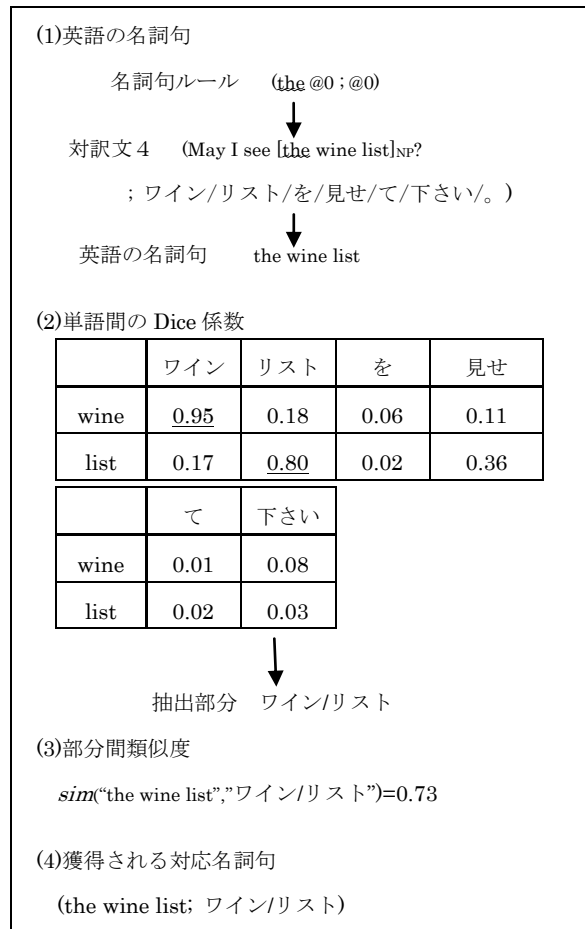 (1)英語の名詞句
名詞句ルール (the @0 ; @0)
対訳文４ (May I see [the wine list]NP?
; ワイン/リスト/を/見せ/て/下さい/。)
英語の名詞句 the wine list
(2)単語間の Dice 係数
ワイン リスト を 見せ
wine 0.95 0.18 0.06 0.11
list 0.17 0.80 0.02 0.36
て 下さい
wine 0.01 0.08
list 0.02 0.03
抽出部分 ワイン/リスト
(3)部分間類似度
sim(“the wine list”,”ワイン/リスト”)=0.73
(4)獲得される対応名詞句
(the wine list; ワイン/リスト)